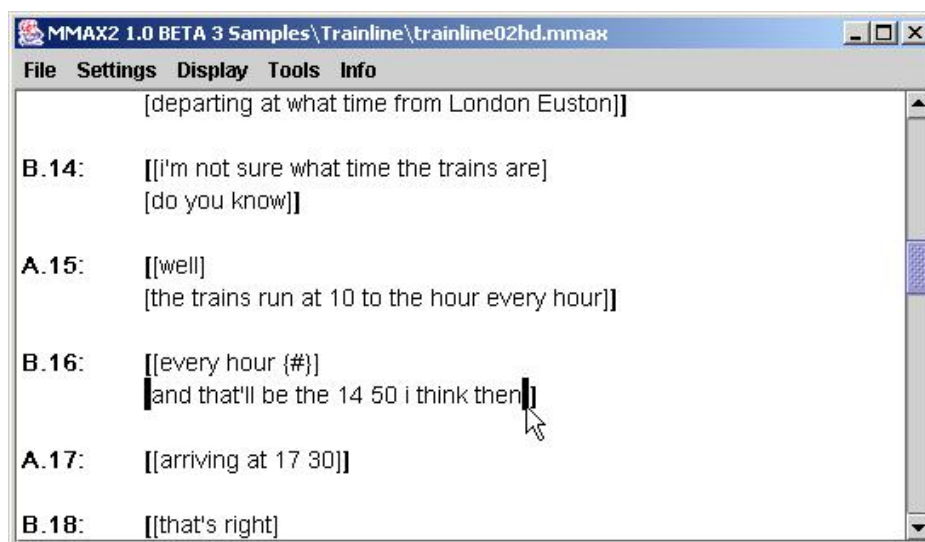 MMAX2 1.0 BETA 3 Samples\Trainline\trainline02hd.mmax
File Settings Display Tools Info
[departing at what time from London Euston]]
B.14: [[i'm not sure what time the trains are]
[do you know]]
A.15: [[well]
[the trains run at 10 to the hour every hour]]
B.16: [[every hour {#}]
[and that'll be the 14 50 i think then]]
A.17: [[arriving at 17 30]]
B.18: [[that's right]